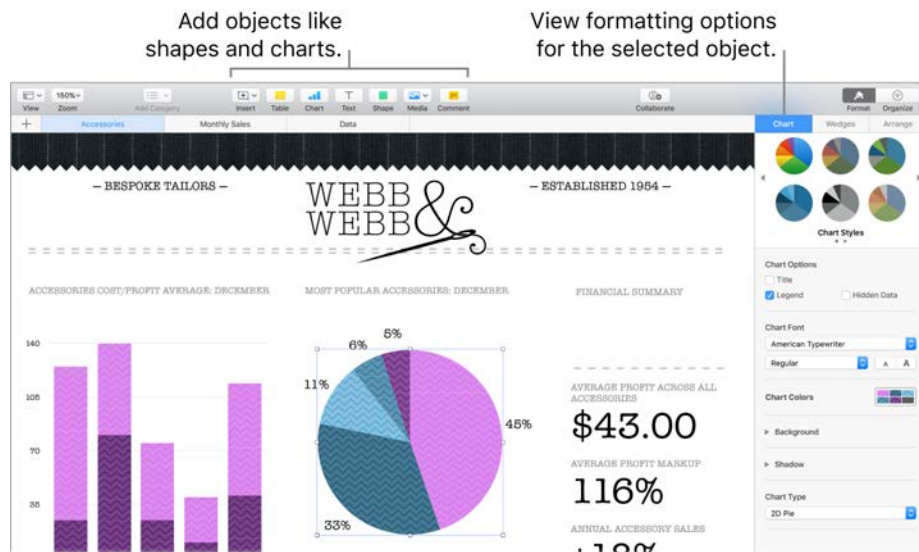 Add objects like
shapes and charts.
View formatting options
for the selected object.
150%
View Zoom Add Category Insert Table Chart Text Shape Media Comment Collaborate Format Organize
Accessories Monthly Sales Data
Chart Wedges Arrange
– BESPOKE TAILORS –
WEBB &
WEBB
– ESTABLISHED 1954 –
Chart Styles
ACCESSORIES COST/PROFIT AVERAGE: DECEMBER
140
105
70
35
MOST POPULAR ACCESSORIES: DECEMBER
5%
6%
11%
45%
33%
FINANCIAL SUMMARY
AVERAGE PROFIT ACROSS ALL
ACCESSORIES
$43.00
AVERAGE PROFIT MARKUP
116%
ANNUAL ACCESSORY SALES
Chart Options
Title
Legend Hidden Data
Chart Font
American Typewriter
Regular A A
Chart Colors
Background
Shadow
Chart Type
2D Pie